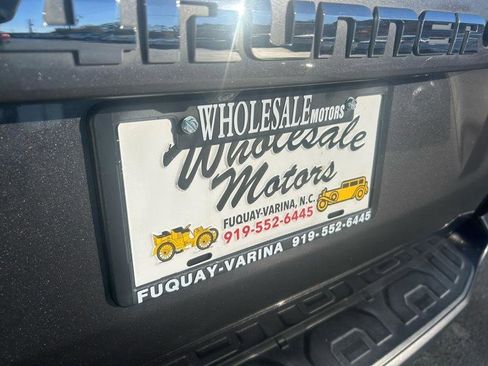 4Runner
WHOLESALE MOTORS
Wholesale
Motors
FUQUAY-VARINA, N.C.
919-552-6445
FUQUAY-VARINA 919-552-6445